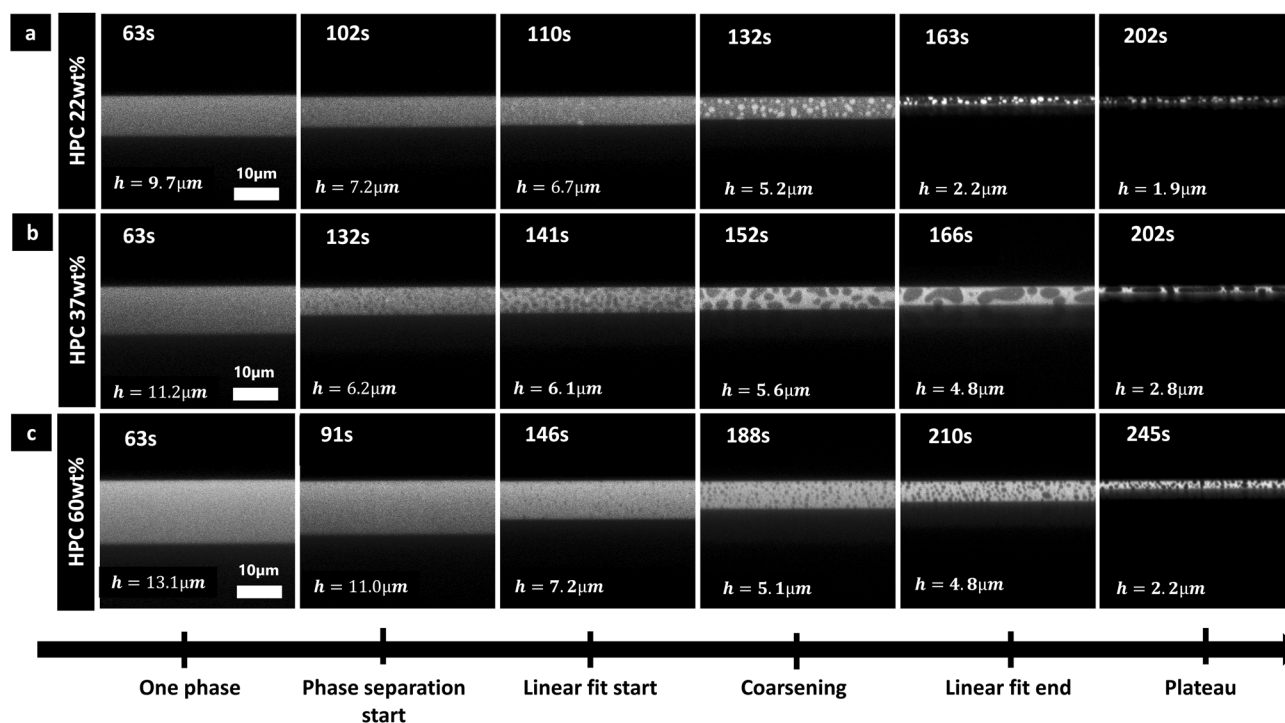 a
HPC 22wt%
63s
102s
110s
132s
163s
202s
10µm
h = 9.7µm
h = 7.2µm
h = 6.7µm
h = 5.2µm
h = 2.2µm
h = 1.9µm
b
HPC 37wt%
63s
132s
141s
152s
166s
202s
10µm
h = 11.2µm
h = 6.2µm
h = 6.1µm
h = 5.6µm
h = 4.8µm
h = 2.8µm
c
HPC 60wt%
63s
91s
146s
188s
210s
245s
10µm
h = 13.1µm
h = 11.0µm
h = 7.2µm
h = 5.1µm
h = 4.8µm
h = 2.2µm
One phase
Phase separation
start
Linear fit start
Coarsening
Linear fit end
Plateau